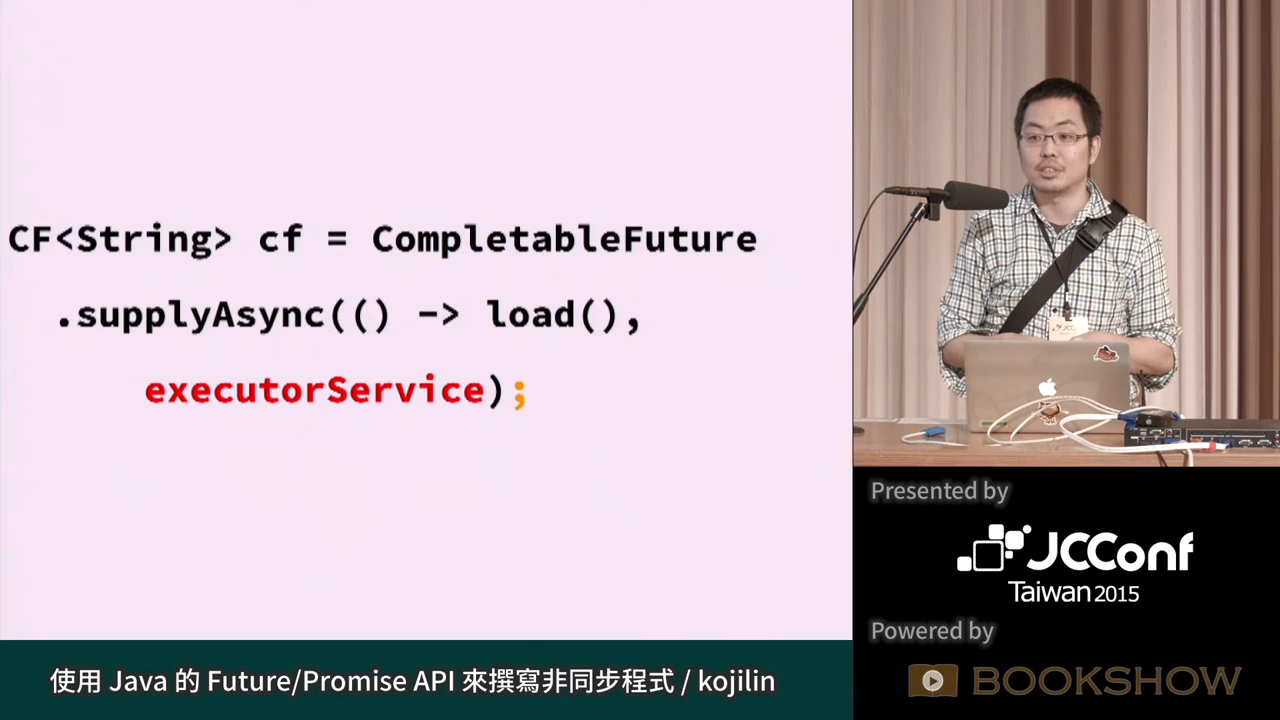 CF<String> cf = CompletableFuture
.supplyAsync(() -> load(),
executorService);
Presented by
JCConf
Taiwan 2015
Powered by
BOOKSHOW
使用 Java 的 Future/Promise API 來撰寫非同步程式 / kojilin